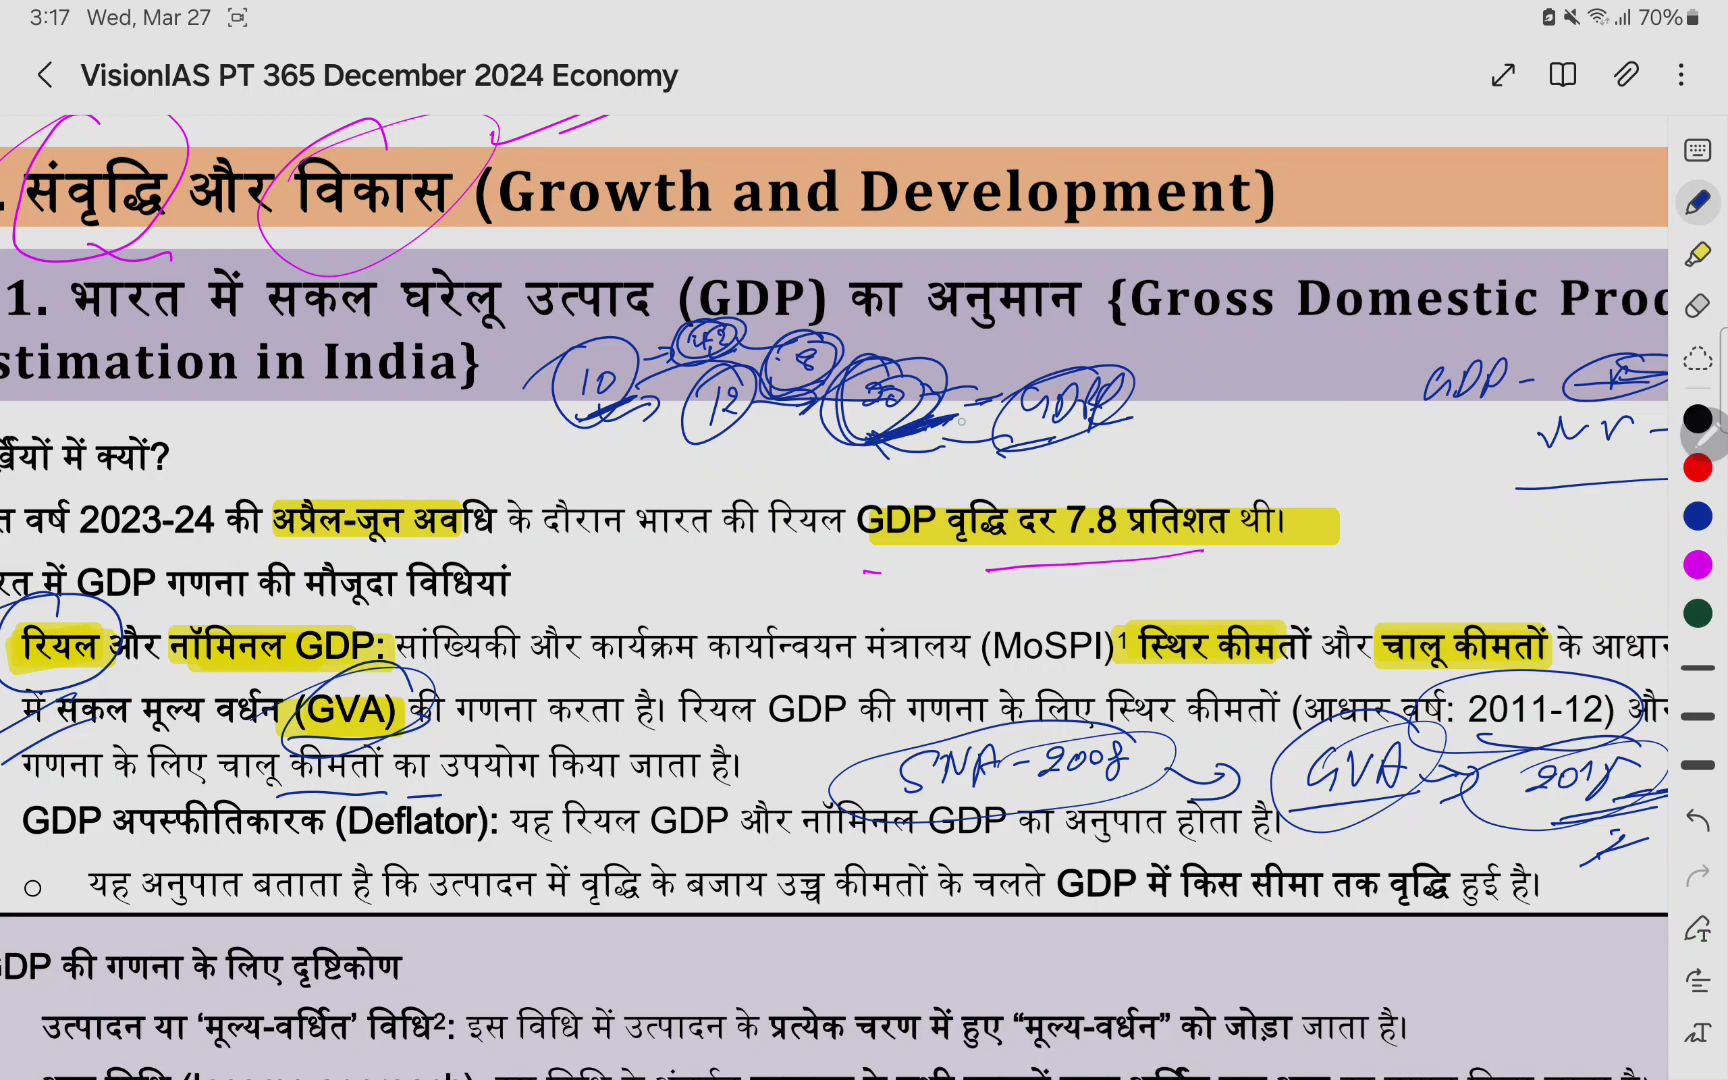 3:17 Wed, Mar 27
70%
VisionIAS PT 365 December 2024 Economy
. संवृद्धि और विकास (Growth and Development)
1. भारत में सकल घरेलू उत्पाद (GDP) का अनुमान {Gross Domestic Proc
stimation in India}
10 12 8 20 GDP
GDP -
र्खियों में क्यों?
त वर्ष 2023-24 की अप्रैल-जून अवधि के दौरान भारत की रियल GDP वृद्धि दर 7.8 प्रतिशत थी।
रत में GDP गणना की मौजूदा विधियां
रियल और नॉमिनल GDP: सांख्यिकी और कार्यक्रम कार्यान्वयन मंत्रालय (MoSPI)¹ स्थिर कीमतों और चालू कीमतों के आधार
में सकल मूल्य वर्धन (GVA) की गणना करता है। रियल GDP की गणना के लिए स्थिर कीमतों (आधार वर्ष: 2011-12) और
गणना के लिए चालू कीमतों का उपयोग किया जाता है।
SNA-2008 GVA
GDP अपस्फीतिकारक (Deflator): यह रियल GDP और नॉमिनल GDP का अनुपात होता है।
○ यह अनुपात बताता है कि उत्पादन में वृद्धि के बजाय उच्च कीमतों के चलते GDP में किस सीमा तक वृद्धि हुई है।
DP की गणना के लिए दृष्टिकोण
उत्पादन या ‘मूल्य-वर्धित’ विधि²: इस विधि में उत्पादन के प्रत्येक चरण में हुए “मूल्य-वर्धन” को जोड़ा जाता है।